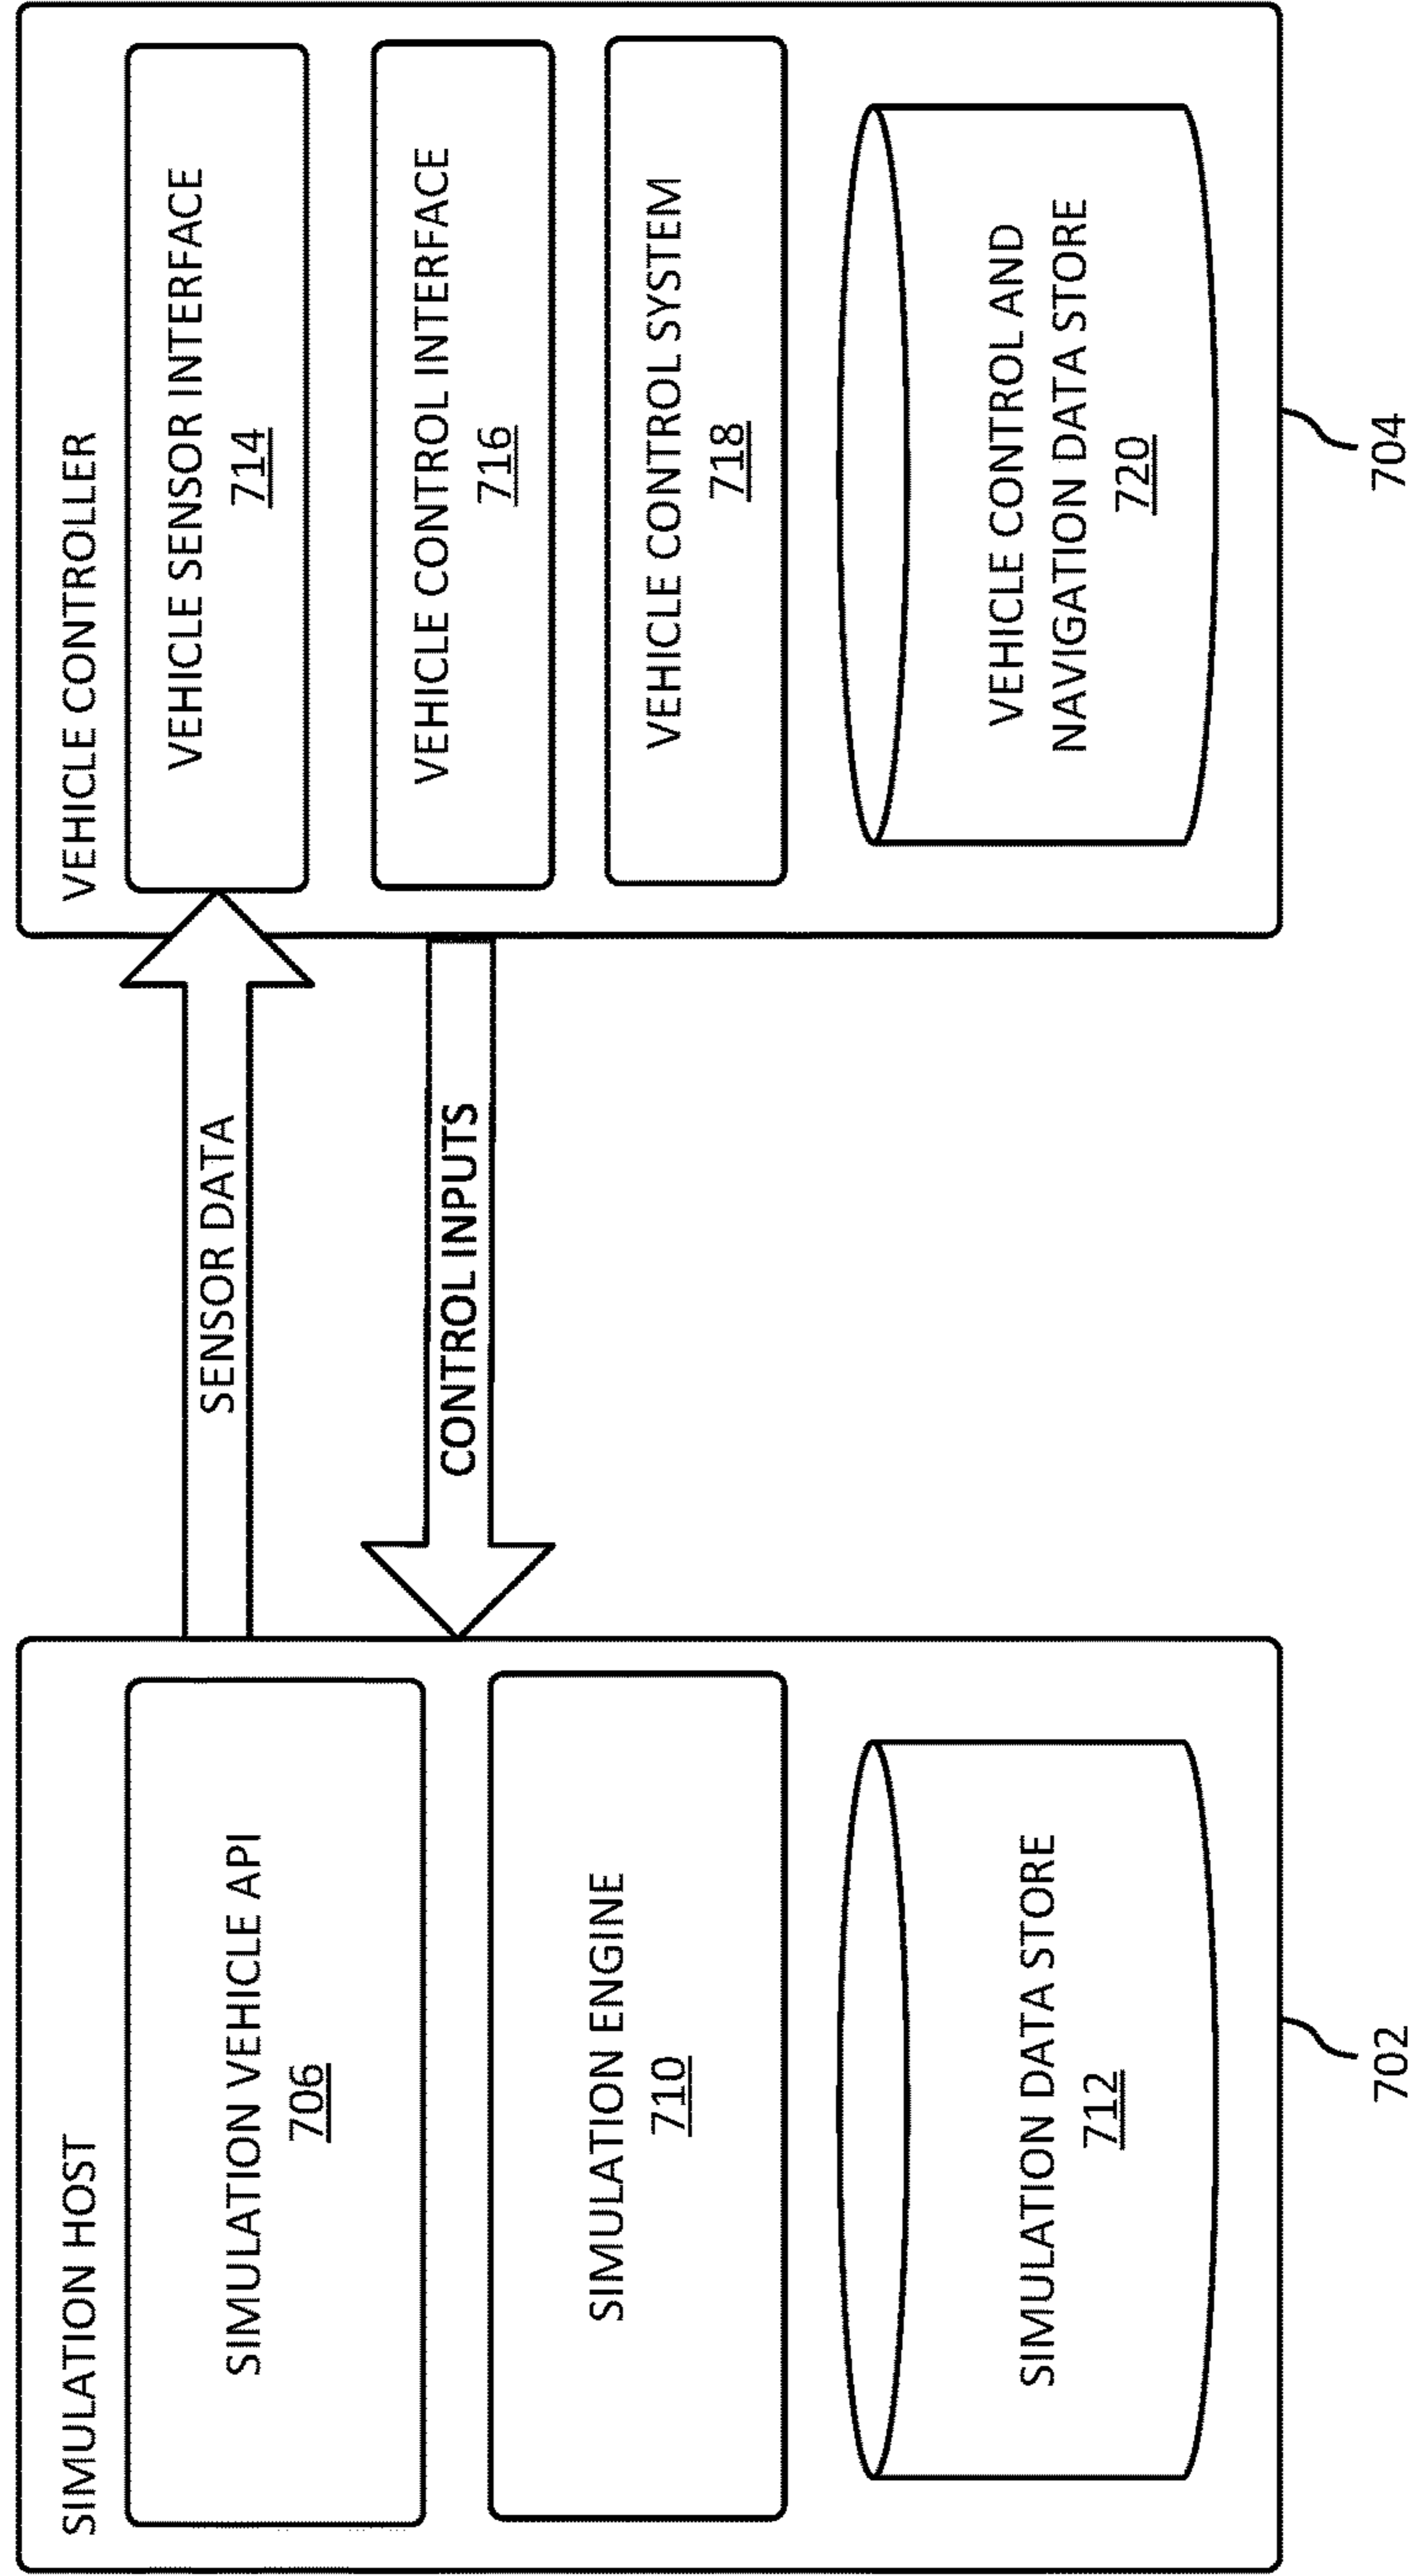 SIMULATION HOST
SIMULATION VEHICLE API
706
SIMULATION ENGINE
710
SIMULATION DATA STORE
712
702
SENSOR DATA
CONTROL INPUTS
VEHICLE CONTROLLER
VEHICLE SENSOR INTERFACE
714
VEHICLE CONTROL INTERFACE
716
VEHICLE CONTROL SYSTEM
718
VEHICLE CONTROL AND
NAVIGATION DATA STORE
720
704